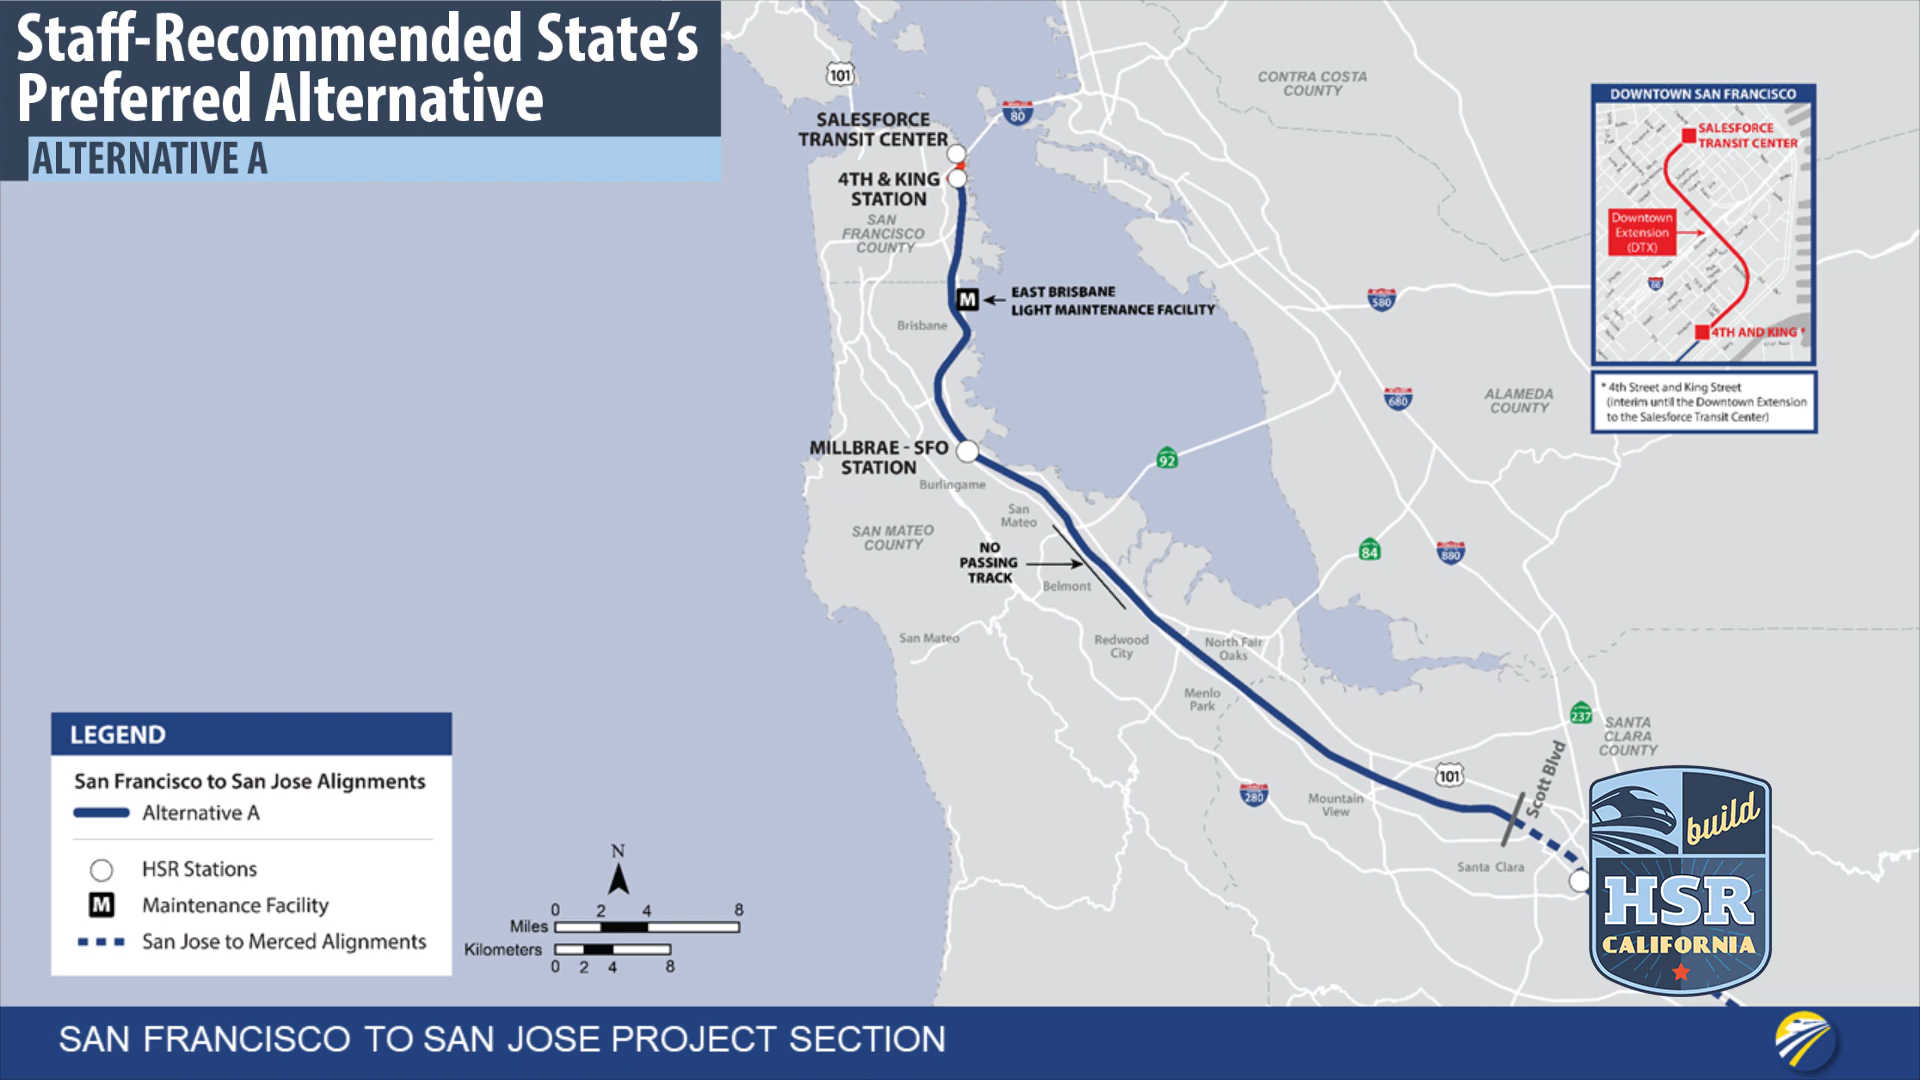 Staff-Recommended State's
Preferred Alternative
ALTERNATIVE A
101
SALESFORCE
TRANSIT CENTER
80
4TH & KING
STATION
SAN
FRANCISCO
COUNTY
CONTRA COSTA
COUNTY
M
EAST BRISBANE
LIGHT MAINTENANCE FACILITY
Brisbane
580
680
ALAMEDA
COUNTY
92
MILLBRAE - SFO
STATION
Burlingame
San
Mateo
SAN MATEO
COUNTY
NO
PASSING
TRACK
Belmont
84
880
San Mateo
Redwood
City
North Fair
Oaks
Menlo
Park
237
SANTA
CLARA
COUNTY
Scott Blvd
101
280
Mountain
View
Santa Clara
DOWNTOWN SAN FRANCISCO
SALESFORCE
TRANSIT CENTER
Downtown
Extension
(DTX)
80
4TH AND KING *
* 4th Street and King Street
(interim until the Downtown Extension
to the Salesforce Transit Center)
LEGEND
San Francisco to San Jose Alignments
Alternative A
HSR Stations
M Maintenance Facility
San Jose to Merced Alignments
N
0 2 4 8
Miles
Kilometers
0 2 4 8
build
HSR
CALIFORNIA
SAN FRANCISCO TO SAN JOSE PROJECT SECTION